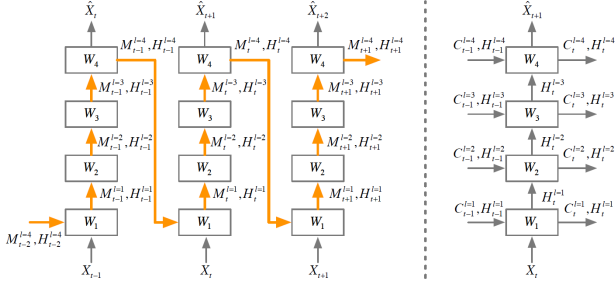 X̂_t X̂_{t+1} X̂_{t+2} X̂_{t+1}
M_{t-1}^{l=4}, H_{t-1}^{l=4} M_t^{l=4}, H_t^{l=4} M_{t+1}^{l=4}, H_{t+1}^{l=4} C_{t-1}^{l=4}, H_{t-1}^{l=4} C_t^{l=4}, H_t^{l=4}
W_4 W_4 W_4 W_4
M_{t-1}^{l=3}, H_{t-1}^{l=3} M_t^{l=3}, H_t^{l=3} M_{t+1}^{l=3}, H_{t+1}^{l=3} H_t^{l=3}
C_{t-1}^{l=3}, H_{t-1}^{l=3} C_t^{l=3}, H_t^{l=3}
W_3 W_3 W_3 W_3
M_{t-1}^{l=2}, H_{t-1}^{l=2} M_t^{l=2}, H_t^{l=2} M_{t+1}^{l=2}, H_{t+1}^{l=2} H_t^{l=2}
C_{t-1}^{l=2}, H_{t-1}^{l=2} C_t^{l=2}, H_t^{l=2}
W_2 W_2 W_2 W_2
M_{t-1}^{l=1}, H_{t-1}^{l=1} M_t^{l=1}, H_t^{l=1} M_{t+1}^{l=1}, H_{t+1}^{l=1} H_t^{l=1}
C_{t-1}^{l=1}, H_{t-1}^{l=1} C_t^{l=1}, H_t^{l=1}
W_1 W_1 W_1 W_1
M_{t-2}^{l=4}, H_{t-2}^{l=4}
X_{t-1} X_t X_{t+1} X_t